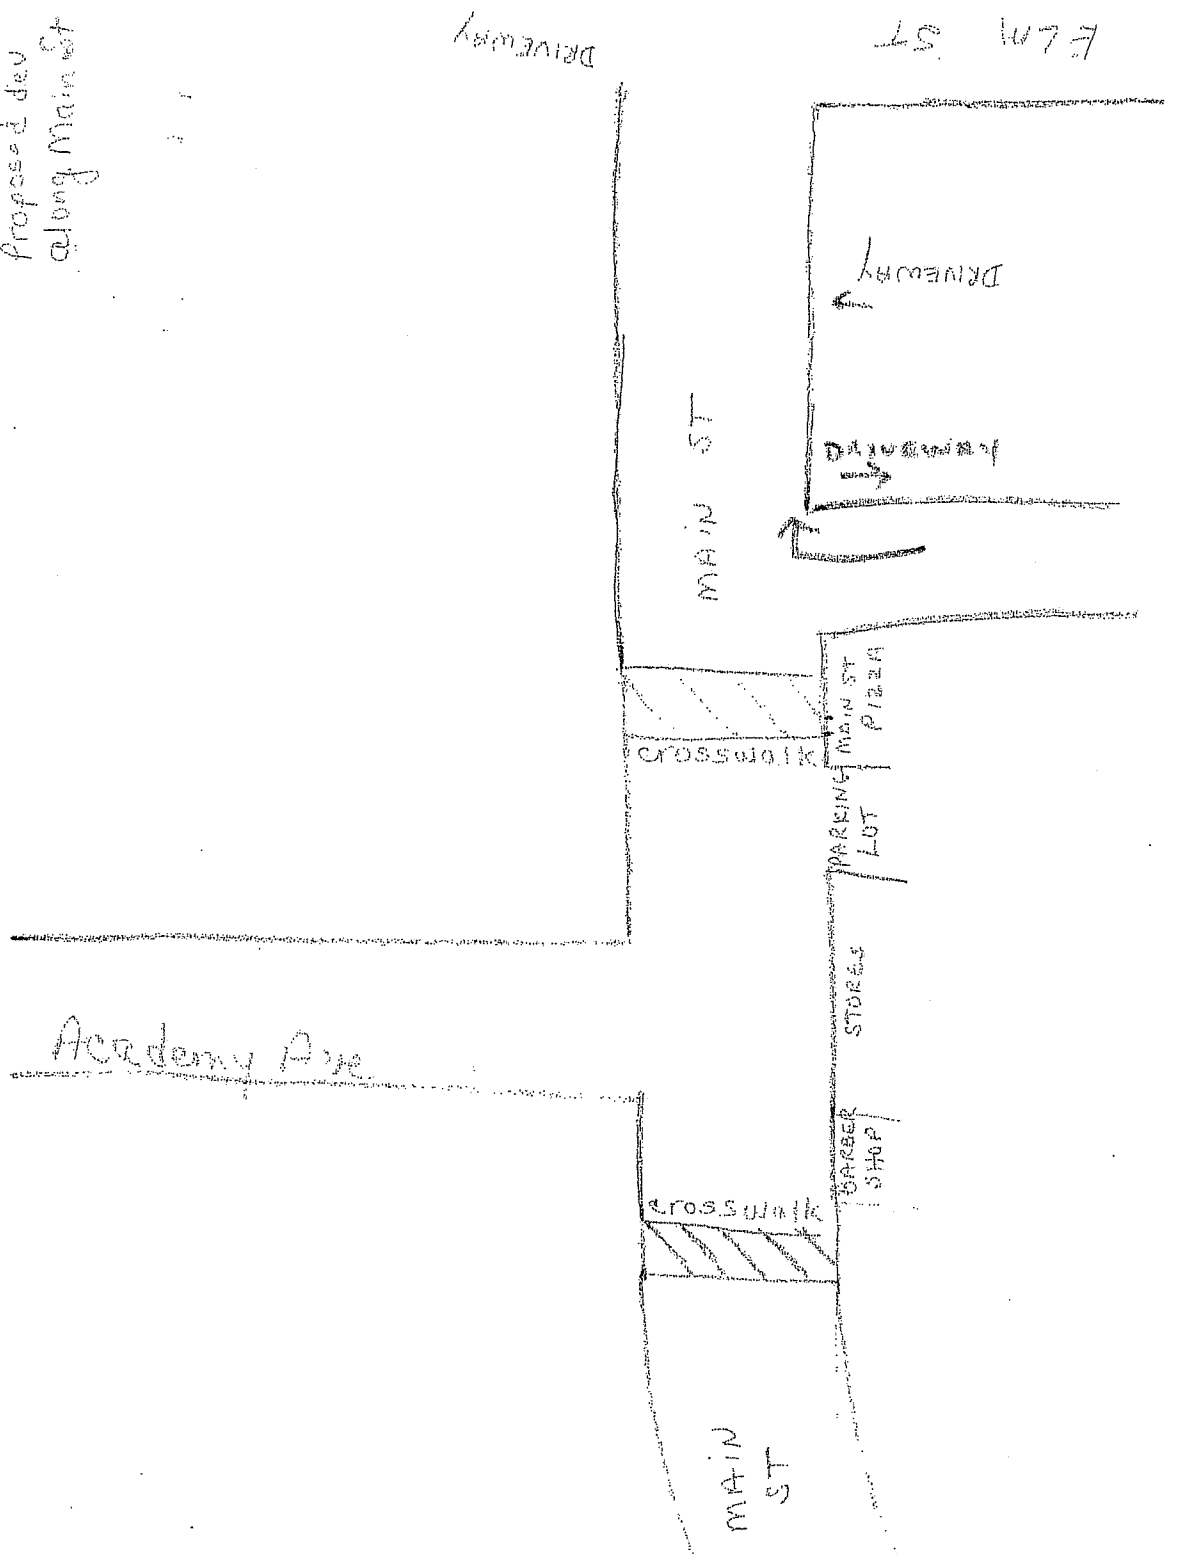 Proposed dev
along Main St
DRIVEWAY
ELM ST
DRIVEWAY
DRIVEWAY
MAIN ST
MAIN ST
PIZZA
crosswalk
PARKING
LOT
STORES
Academy Ave
BARBER
SHOP
crosswalk
MAIN
ST